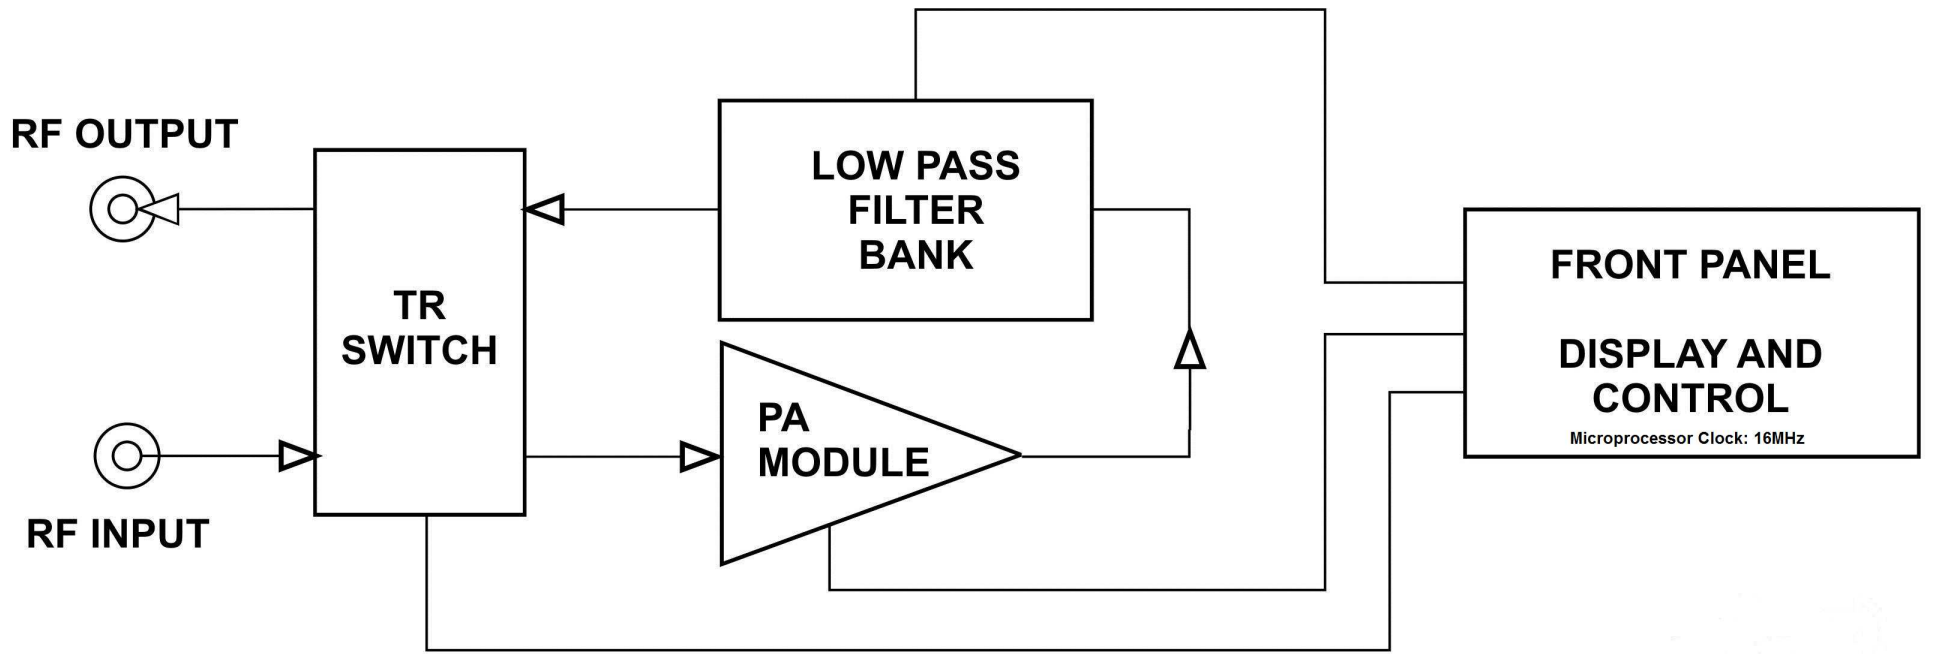 RF OUTPUT
TR
SWITCH
RF INPUT
LOW PASS
FILTER
BANK
PA
MODULE
FRONT PANEL
DISPLAY AND
CONTROL
Microprocessor Clock: 16MHz